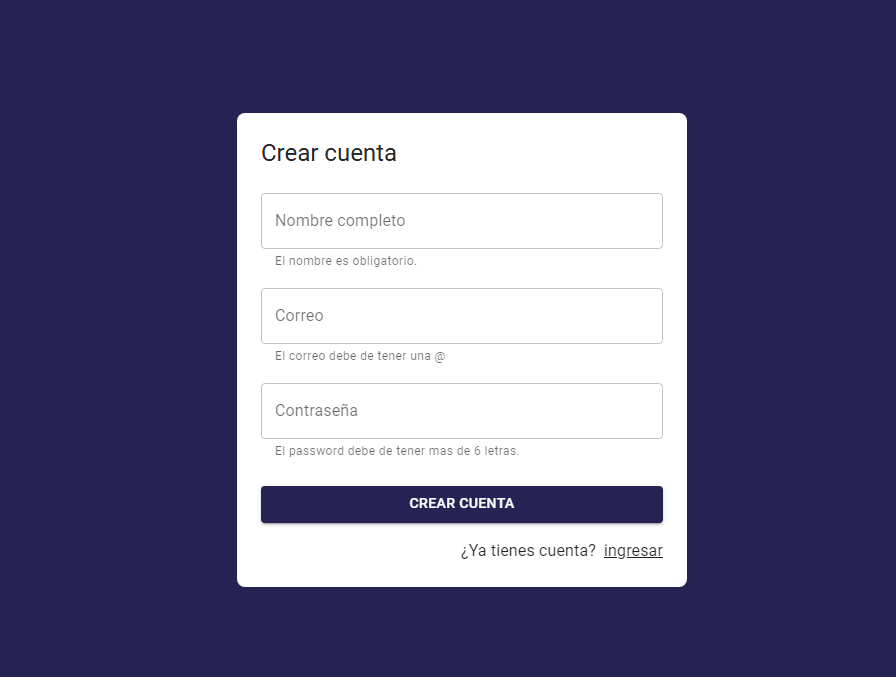 Crear cuenta
Nombre completo
El nombre es obligatorio.
Correo
El correo debe de tener una @
Contraseña
El password debe de tener mas de 6 letras.
CREAR CUENTA
¿Ya tienes cuenta? ingresar